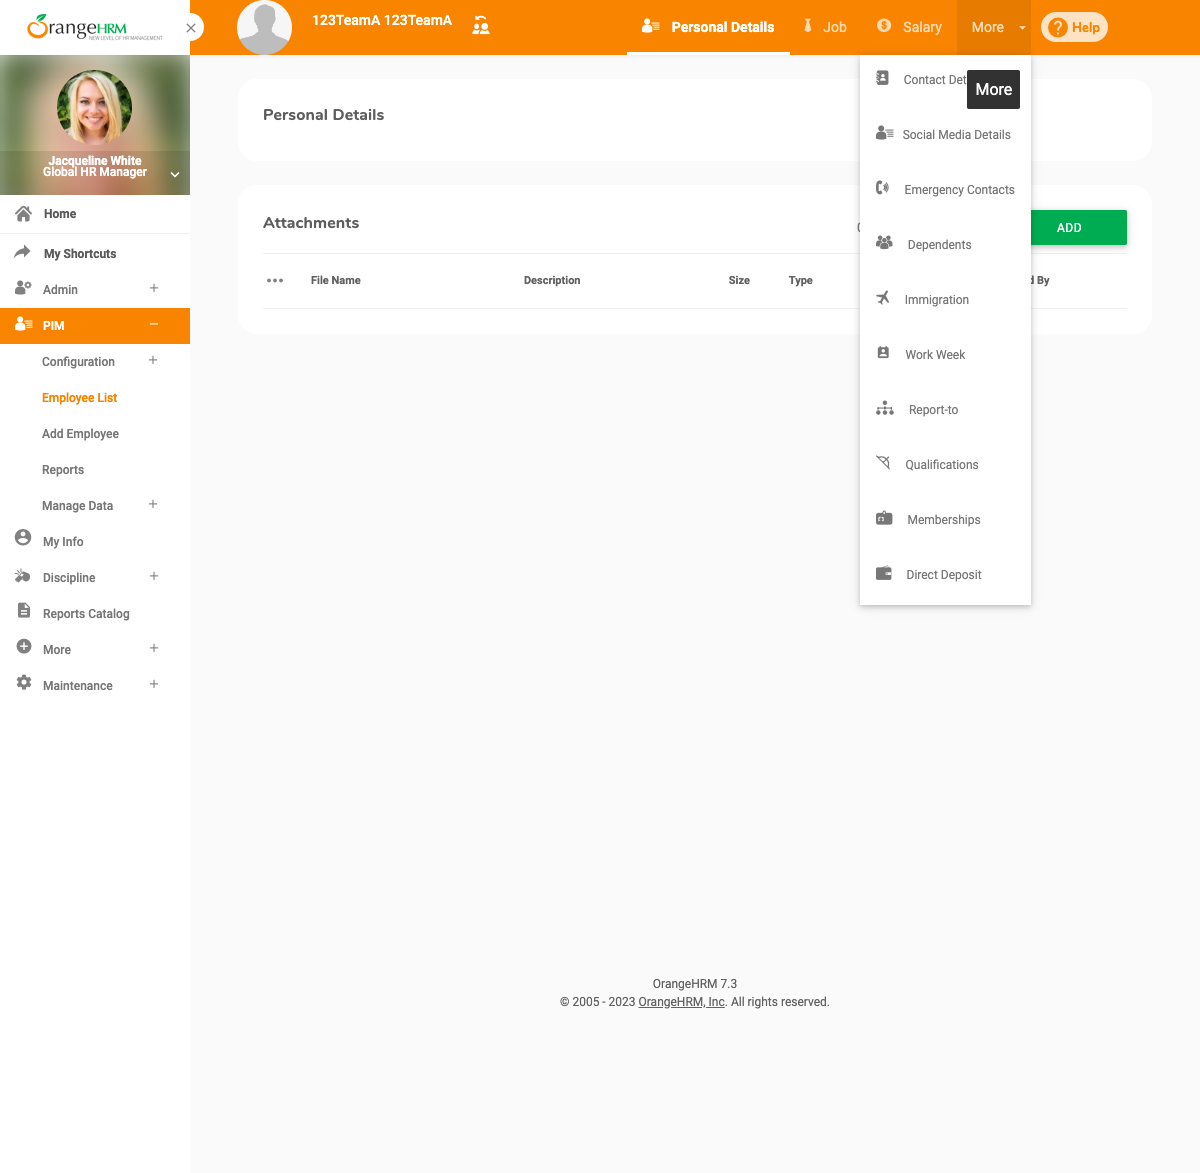 OrangeHRM
NEW LEVEL OF HR MANAGEMENT
123TeamA 123TeamA
Personal Details
Job
Salary
More
Help
Jacqueline White
Global HR Manager
Home
My Shortcuts
Admin
PIM
Configuration
Employee List
Add Employee
Reports
Manage Data
My Info
Discipline
Reports Catalog
More
Maintenance
Contact Det
More
Social Media Details
Emergency Contacts
Dependents
Immigration
Work Week
Report-to
Qualifications
Memberships
Direct Deposit
Personal Details
Attachments
ADD
File Name
Description
Size
Type
By
OrangeHRM 7.3
© 2005 - 2023 OrangeHRM, Inc. All rights reserved.